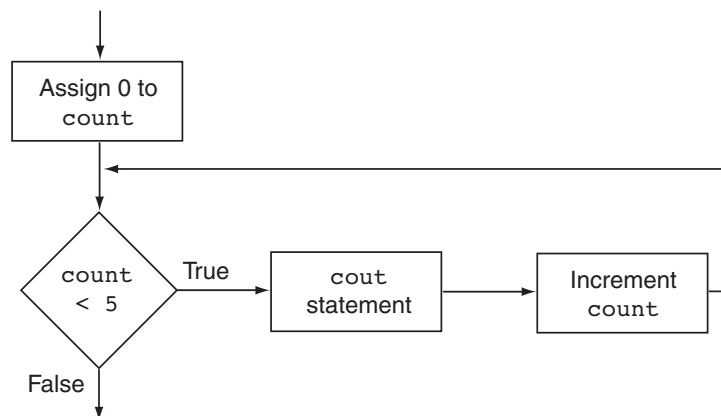 Assign 0 to
count
count
< 5
True
cout
statement
Increment
count
False